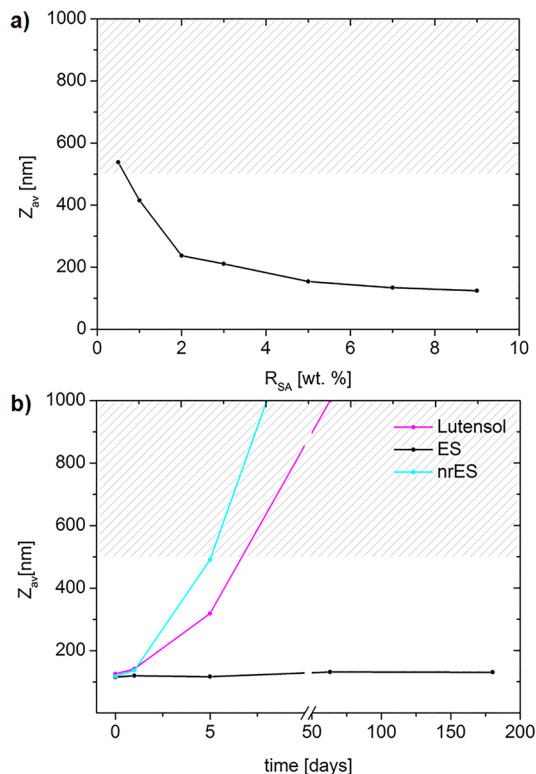 a)
1000
800
600
400
200
0
Z_av [nm]
0 2 4 6 8 10
R_SA [wt. %]
b)
1000
800
600
400
200
Z_av[nm]
Lutensol
ES
nrES
0 5 50 100 150 200
time [days]